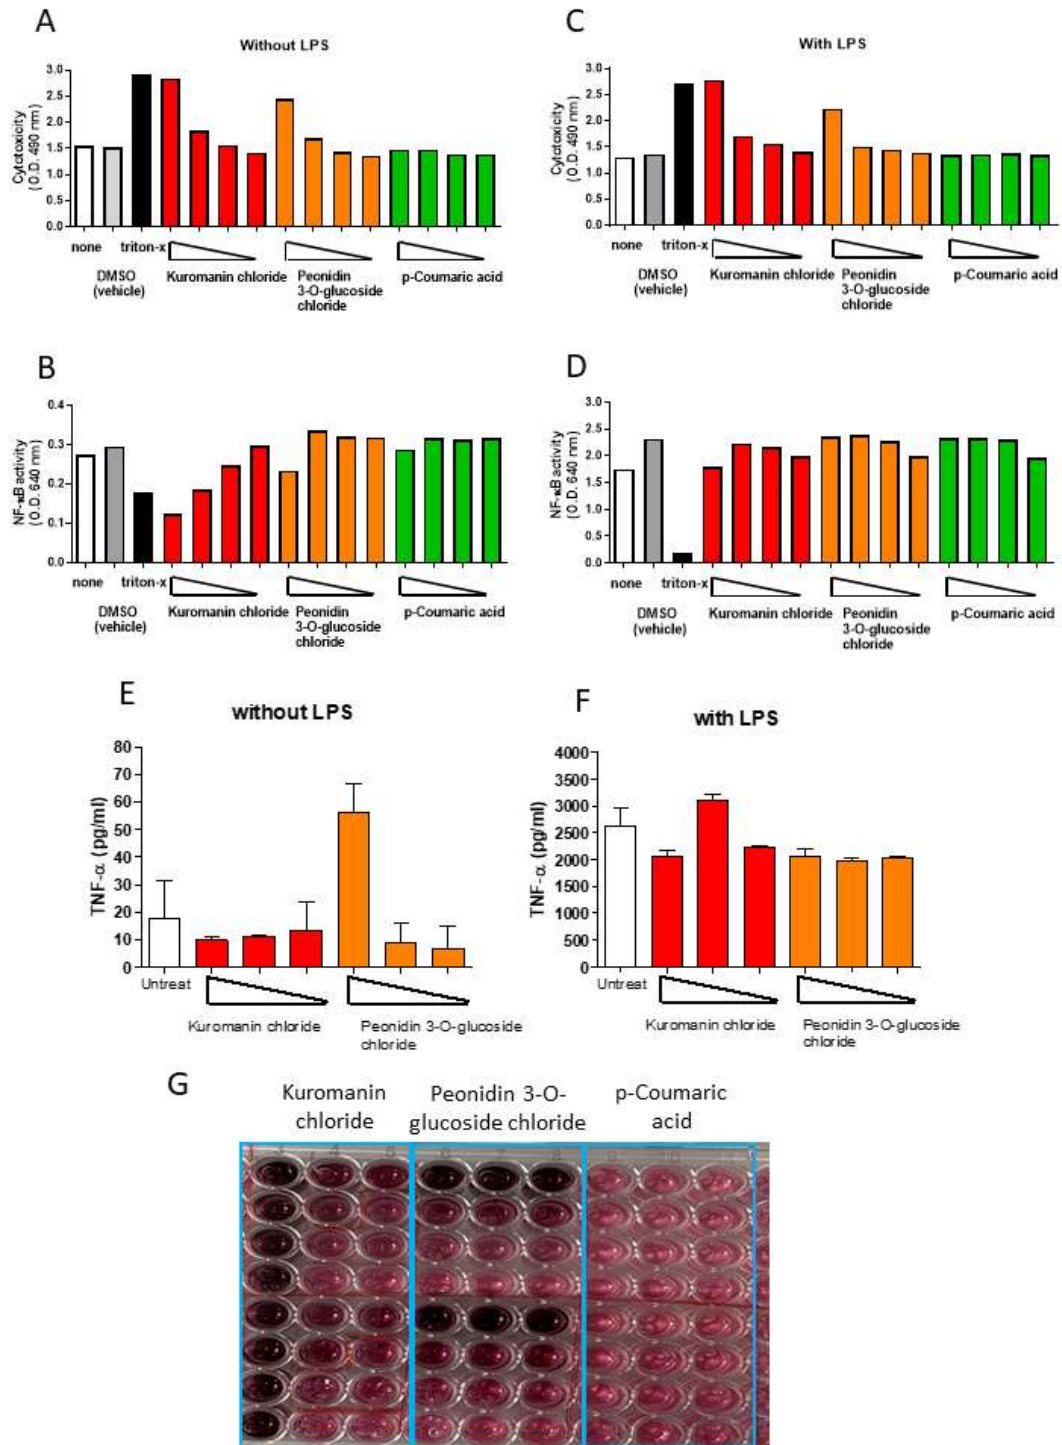 A
Without LPS
Cytotoxicity
( O.D. 490 nm)
3.0
2.5
2.0
1.5
1.0
0.5
0.0
none
triton-x
DMSO
(vehicle)
Kuromanin chloride
Peonidin
3-O-glucoside
chloride
p-Coumaric acid
C
With LPS
Cytotoxicity
( O.D. 490 nm)
3.0
2.5
2.0
1.5
1.0
0.5
0.0
none
triton-x
DMSO
(vehicle)
Kuromanin chloride
Peonidin
3-O-glucoside
chloride
p-Coumaric acid
B
NF-κB activity
( O.D. 640 nm)
0.4
0.3
0.2
0.1
0.0
none
triton-x
DMSO
(vehicle)
Kuromanin chloride
Peonidin
3-O-glucoside
chloride
p-Coumaric acid
D
NF-κB activity
( O.D. 640 nm)
3.0
2.5
2.0
1.5
1.0
0.5
0.0
none
triton-x
DMSO
(vehicle)
Kuromanin chloride
Peonidin
3-O-glucoside
chloride
p-Coumaric acid
E
without LPS
TNF-α (pg/ml)
80
70
60
50
40
30
20
10
0
Untreat
Kuromanin chloride
Peonidin 3-O-glucoside
chloride
F
with LPS
TNF-α (pg/ml)
4000
3500
3000
2500
2000
1500
1000
500
0
Untreat
Kuromanin chloride
Peonidin 3-O-glucoside
chloride
G
Kuromanin
chloride
Peonidin 3-O-
glucoside chloride
p-Coumaric
acid